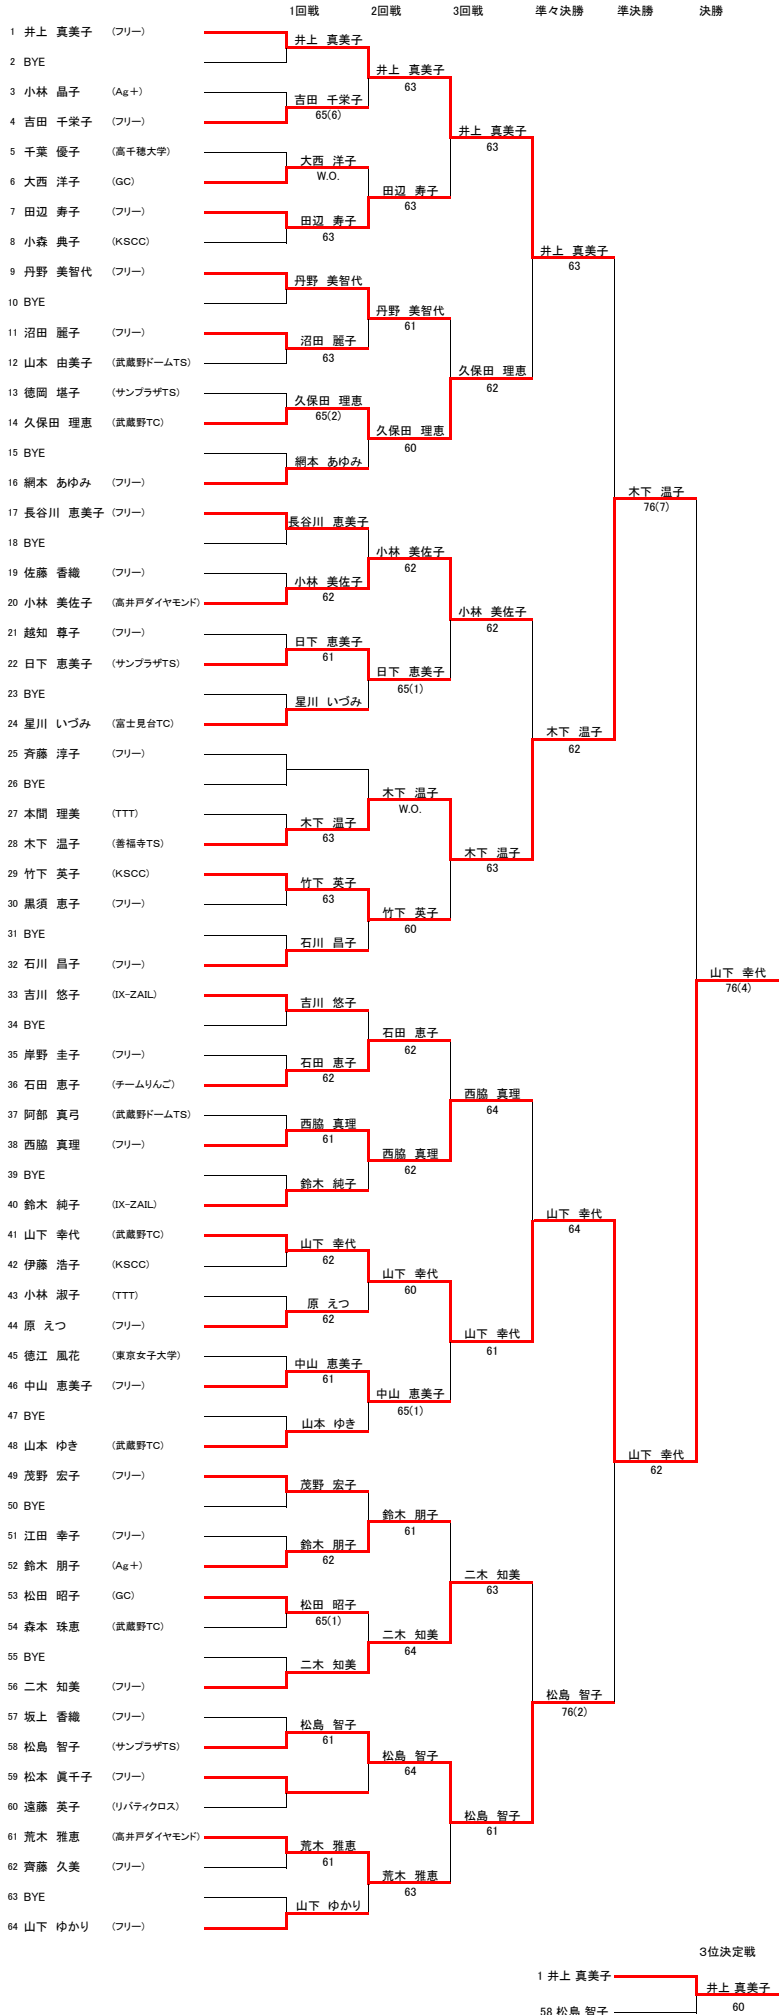 1回戦 2回戦 3回戦 準々決勝 準決勝 決勝
1 井上 真美子 (フリー)
井上 真美子
2 BYE
井上 真美子
63
3 小林 晶子 (Ag+)
吉田 千栄子
65(6)
4 吉田 千栄子 (フリー)
井上 真美子
63
5 千葉 優子 (高千穂大学)
大西 洋子
W.O.
6 大西 洋子 (GC)
田辺 寿子
63
7 田辺 寿子 (フリー)
田辺 寿子
63
8 小森 典子 (KSCC)
井上 真美子
63
9 丹野 美智代 (フリー)
丹野 美智代
10 BYE
丹野 美智代
61
11 沼田 麗子 (フリー)
沼田 麗子
63
12 山本 由美子 (武蔵野ドームTS)
久保田 理恵
62
13 徳岡 堪子 (サンプラザTS)
久保田 理恵
65(2)
14 久保田 理恵 (武蔵野TC)
久保田 理恵
60
15 BYE
網本 あゆみ
16 網本 あゆみ (フリー)
木下 温子
76(7)
17 長谷川 恵美子 (フリー)
長谷川 恵美子
18 BYE
小林 美佐子
62
19 佐藤 香織 (フリー)
小林 美佐子
62
20 小林 美佐子 (高井戸ダイヤモンド)
小林 美佐子
62
21 越知 尊子 (フリー)
日下 恵美子
61
22 日下 恵美子 (サンプラザTS)
日下 恵美子
65(1)
23 BYE
星川 いづみ
24 星川 いづみ (富士見台TC)
木下 温子
62
25 斉藤 淳子 (フリー)
26 BYE
木下 温子
W.O.
27 本間 理美 (TTT)
木下 温子
63
28 木下 温子 (善福寺TS)
木下 温子
63
29 竹下 英子 (KSCC)
竹下 英子
63
30 黒須 恵子 (フリー)
竹下 英子
60
31 BYE
石川 昌子
32 石川 昌子 (フリー)
山下 幸代
76(4)
33 吉川 悠子 (IX-ZAIL)
吉川 悠子
34 BYE
石田 恵子
62
35 岸野 圭子 (フリー)
石田 恵子
62
36 石田 恵子 (チームりんご)
西脇 真理
64
37 阿部 真弓 (武蔵野ドームTS)
西脇 真理
61
38 西脇 真理 (フリー)
西脇 真理
62
39 BYE
鈴木 純子
40 鈴木 純子 (IX-ZAIL)
山下 幸代
64
41 山下 幸代 (武蔵野TC)
山下 幸代
62
42 伊藤 浩子 (KSCC)
山下 幸代
60
43 小林 淑子 (TTT)
原 えつ
62
44 原 えつ (フリー)
山下 幸代
61
45 徳江 風花 (東京女子大学)
中山 恵美子
61
46 中山 恵美子 (フリー)
中山 恵美子
65(1)
47 BYE
山本 ゆき
48 山本 ゆき (武蔵野TC)
山下 幸代
62
49 茂野 宏子 (フリー)
茂野 宏子
50 BYE
鈴木 朋子
61
51 江田 幸子 (フリー)
鈴木 朋子
62
52 鈴木 朋子 (Ag+)
二木 知美
63
53 松田 昭子 (GC)
松田 昭子
65(1)
54 森本 珠恵 (武蔵野TC)
二木 知美
64
55 BYE
二木 知美
56 二木 知美 (フリー)
松島 智子
76(2)
57 坂上 香織 (フリー)
松島 智子
61
58 松島 智子 (サンプラザTS)
松島 智子
64
59 松本 眞千子 (フリー)
60 遠藤 英子 (リバティクロス)
松島 智子
61
61 荒木 雅恵 (高井戸ダイヤモンド)
荒木 雅恵
61
62 齊藤 久美 (フリー)
荒木 雅恵
63
63 BYE
山下 ゆかり
64 山下 ゆかり (フリー)
3位決定戦
1 井上 真美子
井上 真美子
60
58 松島 智子